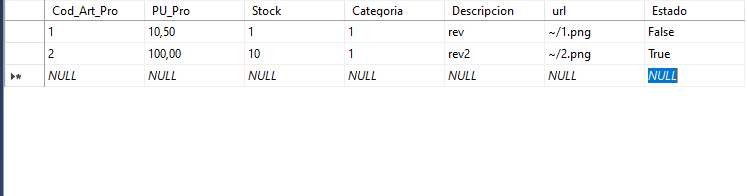 Cod_Art_Pro PU_Pro Stock Categoria Descripcion url Estado
1 10,50 1 1 rev ~/1.png False
2 100,00 10 1 rev2 ~/2.png True
NULL NULL NULL NULL NULL NULL NULL